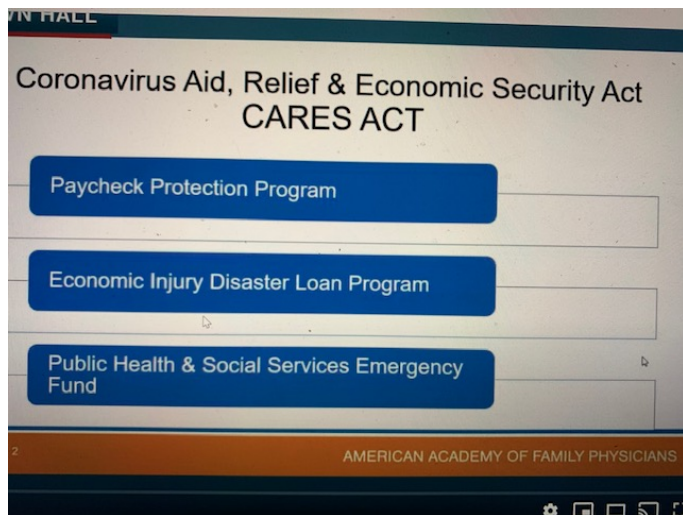 WN HALL
Coronavirus Aid, Relief & Economic Security Act
CARES ACT
Paycheck Protection Program
Economic Injury Disaster Loan Program
Public Health & Social Services Emergency
Fund
2
AMERICAN ACADEMY OF FAMILY PHYSICIANS